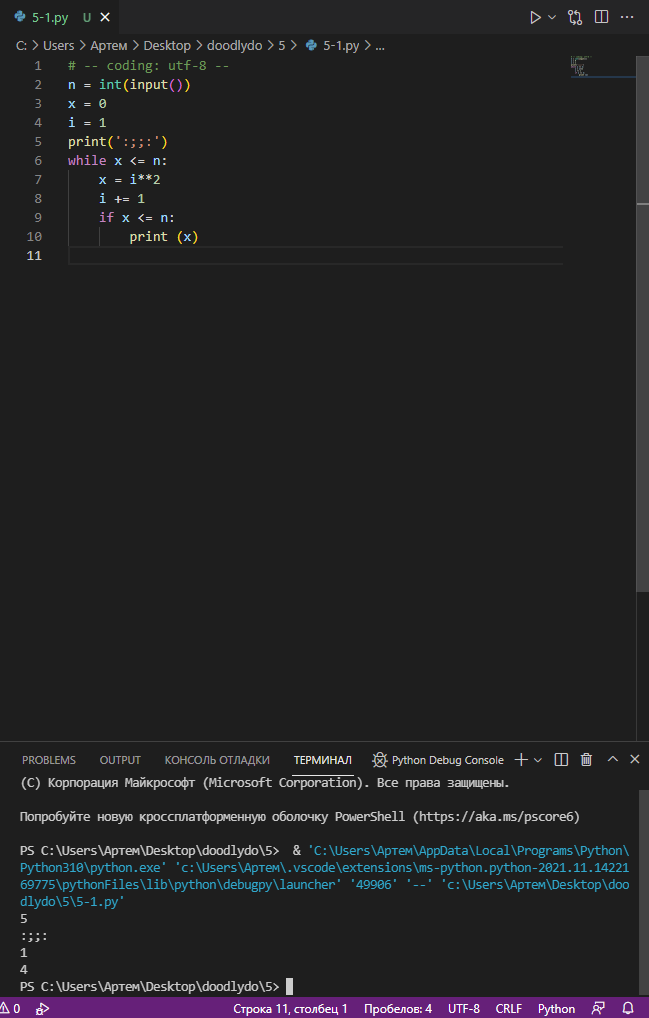 5-1.py U
C: > Users > Артем > Desktop > doodlydo > 5 > 5-1.py > ...
1 # -- coding: utf-8 --
2 n = int(input())
3 x = 0
4 i = 1
5 print(':;;:')
6 while x <= n:
7 x = i**2
8 i += 1
9 if x <= n:
10 print (x)
11
PROBLEMS OUTPUT КОНСОЛЬ ОТЛАДКИ ТЕРМИНАЛ Python Debug Console
(C) Корпорация Майкрософт (Microsoft Corporation). Все права защищены.
Попробуйте новую кроссплатформенную оболочку PowerShell (https://aka.ms/pscore6)
PS C:\Users\Артем\Desktop\doodlydo\5>  & 'C:\Users\Артем\AppData\Local\Programs\Python\
Python310\python.exe' 'c:\Users\Артем\.vscode\extensions\ms-python.python-2021.11.14221
69775\pythonFiles\lib\python\debugpy\launcher' '49906' '--' 'c:\Users\Артем\Desktop\doo
dlydo\5\5-1.py'
5
:;;:
1
4
PS C:\Users\Артем\Desktop\doodlydo\5>
0 Строка 11, столбец 1 Пробелов: 4 UTF-8 CRLF Python